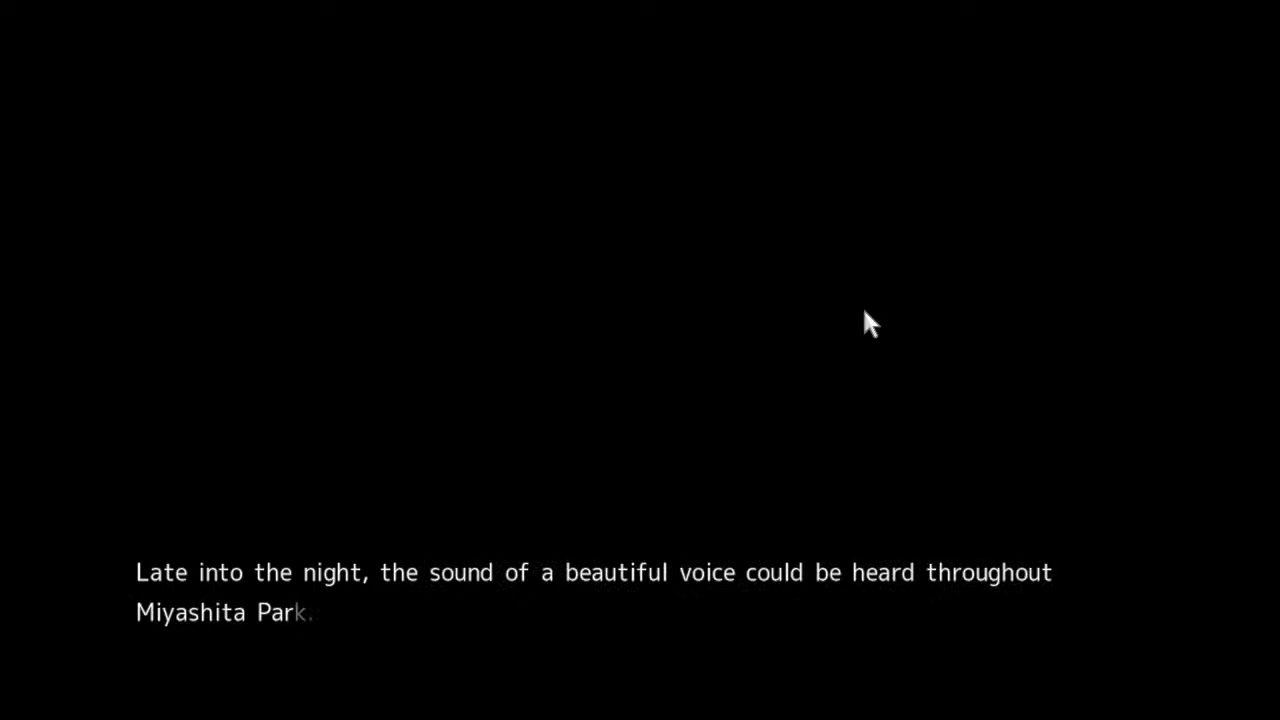 Late into the night, the sound of a beautiful voice could be heard throughout
Miyashita Park.